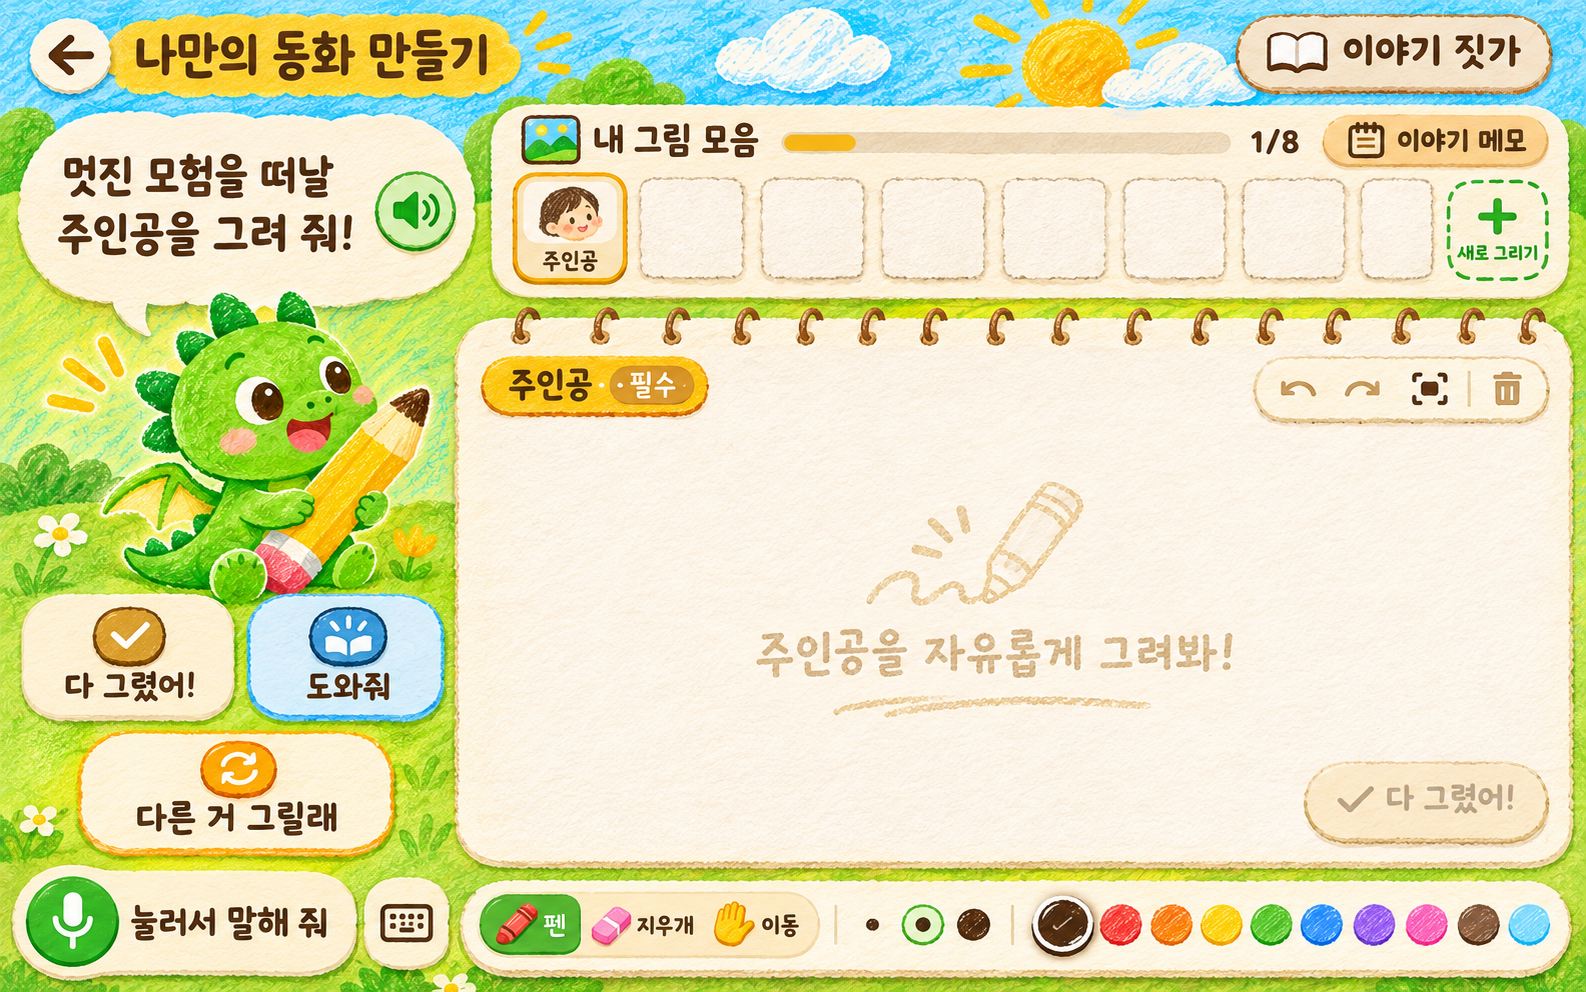 나만의 동화 만들기
이야기 짓가
멋진 모험을 떠날
주인공을 그려 줘!
내 그림 모음
1/8
이야기 메모
주인공
새로 그리기
주인공 · 필수
주인공을 자유롭게 그려봐!
다 그렸어!
도와줘
다른 거 그릴래
다 그렸어!
눌러서 말해 줘
펜
지우개
이동